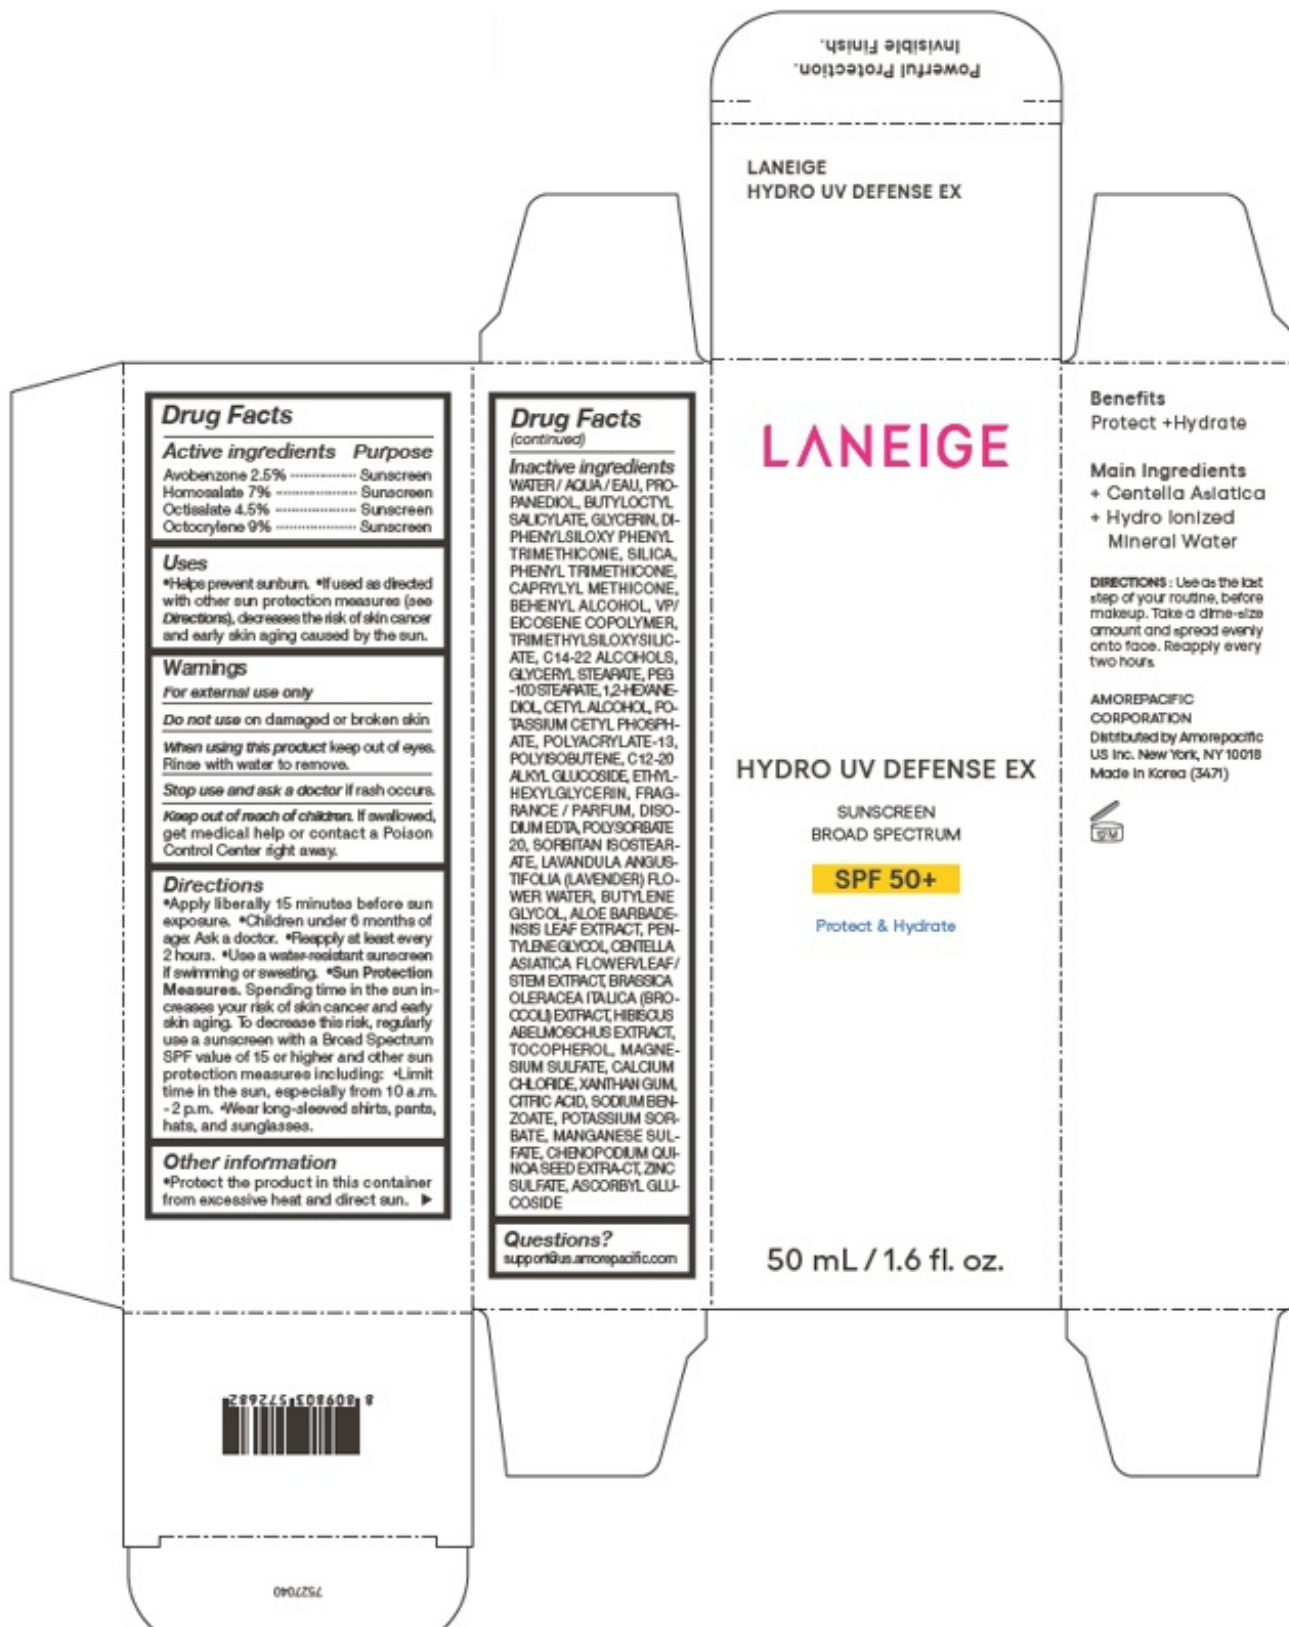 Powerful Protection.
Invisible Finish.
LANEIGE
HYDRO UV DEFENSE EX
Drug Facts
Active ingredients Purpose
Avobenzone 2.5% Sunscreen
Homosalate 7% Sunscreen
Octisalate 4.5% Sunscreen
Octocrylene 9% Sunscreen
Uses
•Helps prevent sunburn. •If used as directed
with other sun protection measures (see
Directions), decreases the risk of skin cancer
and early skin aging caused by the sun.
Warnings
For external use only
Do not use on damaged or broken skin
When using this product keep out of eyes.
Rinse with water to remove.
Stop use and ask a doctor if rash occurs.
Keep out of reach of children. If swallowed,
get medical help or contact a Poison
Control Center right away.
Directions
•Apply liberally 15 minutes before sun
exposure. •Children under 6 months of
age: Ask a doctor. •Reapply at least every
2 hours. •Use a water-resistant sunscreen
if swimming or sweating. •Sun Protection
Measures. Spending time in the sun in-
creases your risk of skin cancer and early
skin aging. To decrease this risk, regularly
use a sunscreen with a Broad Spectrum
SPF value of 15 or higher and other sun
protection measures including: •Limit
time in the sun, especially from 10 a.m.
-2 p.m. •Wear long-sleeved shirts, pants,
hats, and sunglasses.
Other information
•Protect the product in this container
from excessive heat and direct sun. ▶
Drug Facts
(continued)
Inactive ingredients
WATER / AQUA / EAU, PRO-
PANEDIOL, BUTYLOCTYL
SALICYLATE, GLYCERIN, DI-
PHENYLSILOXY PHENYL
TRIMETHICONE, SILICA,
PHENYL TRIMETHICONE,
CAPRYLYL METHICONE,
BEHENYL ALCOHOL, VP/
EICOSENE COPOLYMER,
TRIMETHYLSILOXYSILIC-
ATE, C14-22 ALCOHOLS,
GLYCERYL STEARATE, PEG
-100 STEARATE, 1,2-HEXANE-
DIOL, CETYL ALCOHOL, PO-
TASSIUM CETYL PHOSPH-
ATE, POLYACRYLATE-13,
POLYISOBUTENE, C12-20
ALKYL GLUCOSIDE, ETHYL-
HEXYLGLYCERIN, FRAG-
RANCE / PARFUM, DISO-
DIUM EDTA, POLYSORBATE
20, SORBITAN ISOSTEAR-
ATE, LAVANDULA ANGUS-
TIFOLIA (LAVENDER) FLO-
WER WATER, BUTYLENE
GLYCOL, ALOE BARBADE-
NSIS LEAF EXTRACT, PEN-
TYLENE GLYCOL, CENTELLA
ASIATICA FLOWER/LEAF/
STEM EXTRACT, BRASSICA
OLERACEA ITALICA (BRO-
CCOLI) EXTRACT, HIBISCUS
ABELMOSCHUS EXTRACT,
TOCOPHEROL, MAGNE-
SIUM SULFATE, CALCIUM
CHLORIDE, XANTHAN GUM,
CITRIC ACID, SODIUM BEN-
ZOATE, POTASSIUM SOR-
BATE, MANGANESE SUL-
FATE, CHENOPODIUM QUI-
NOA SEED EXTRA-CT, ZINC
SULFATE, ASCORBYL GLU-
COSIDE
Questions?
support@us.amorepacific.com
LANEIGE
HYDRO UV DEFENSE EX
SUNSCREEN
BROAD SPECTRUM
SPF 50+
Protect & Hydrate
50 mL / 1.6 fl. oz.
Benefits
Protect +Hydrate
Main Ingredients
+ Centella Asiatica
+ Hydro Ionized
Mineral Water
DIRECTIONS : Use as the last
step of your routine, before
makeup. Take a dime-size
amount and spread evenly
onto face. Reapply every
two hours.
AMOREPACIFIC
CORPORATION
Distributed by Amorepacific
US Inc. New York, NY 10018
Made in Korea (3471)
12M
8 809803 572682
7527040